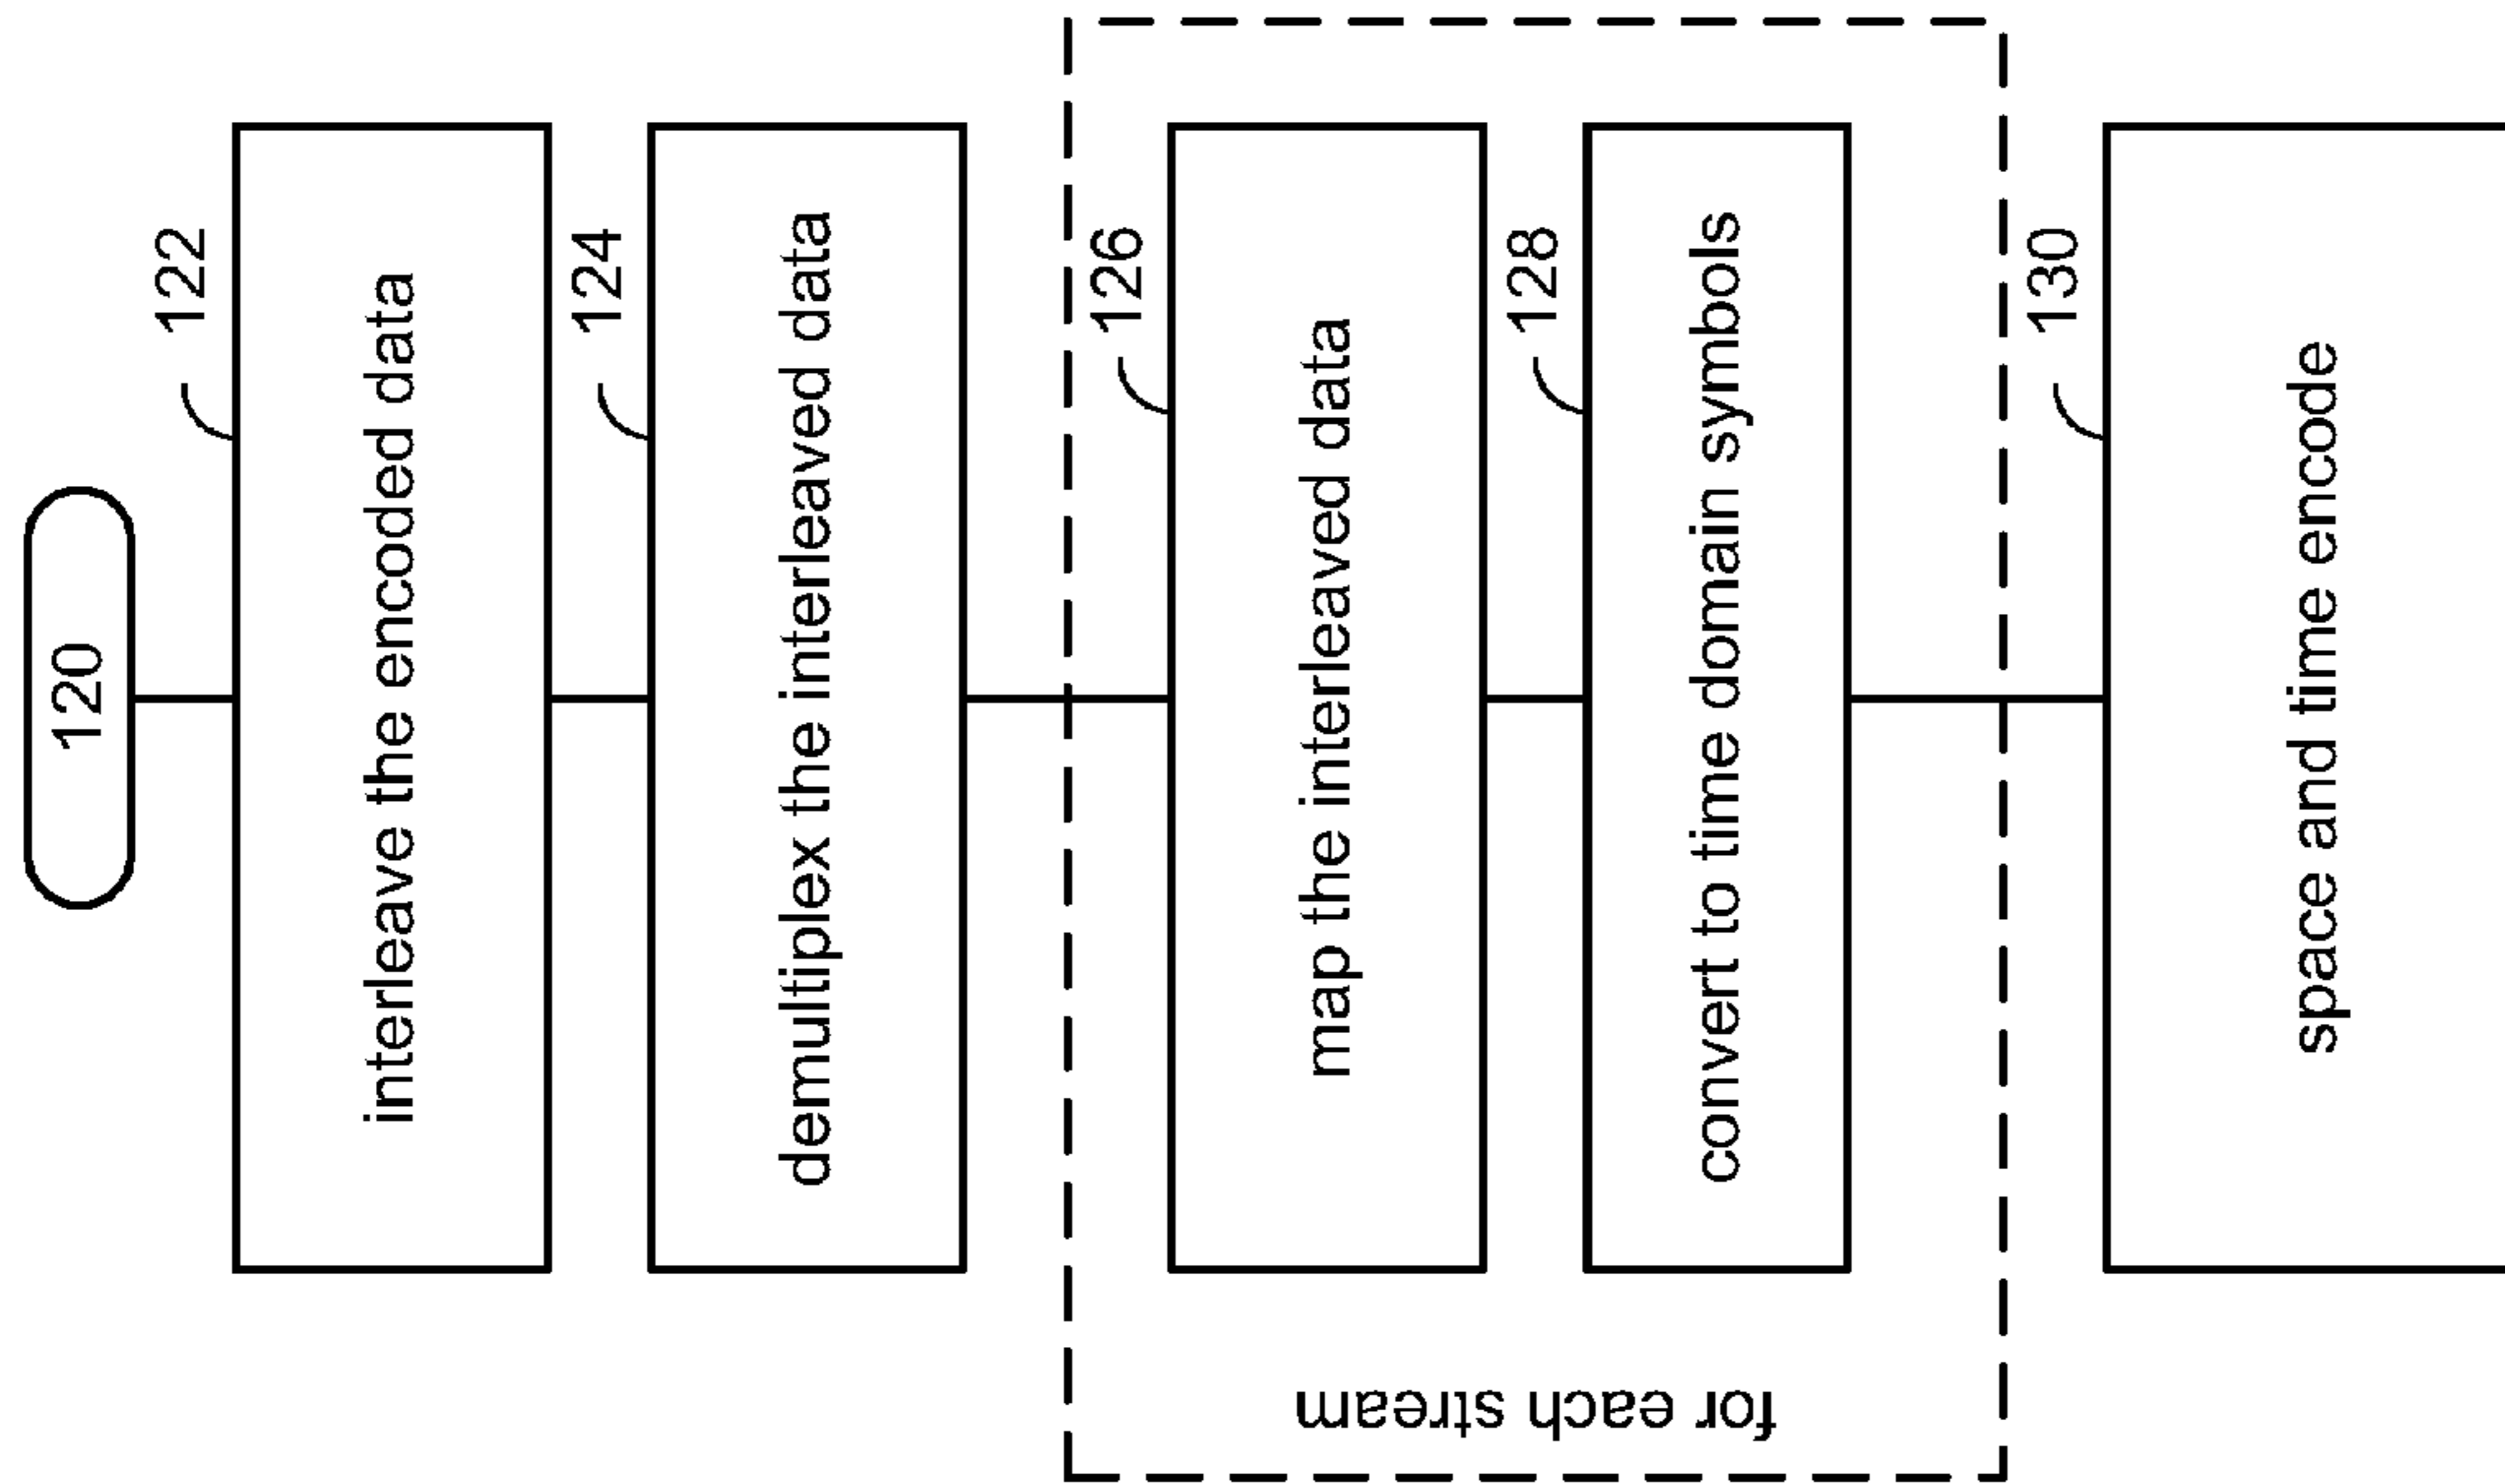 120
122
interleave the encoded data
124
demultiplex the interleaved data
for each stream
126
map the interleaved data
128
convert to time domain symbols
130
space and time encode